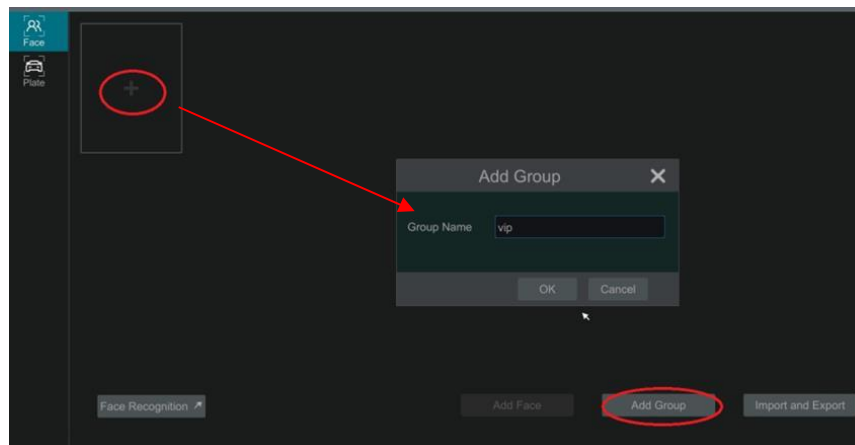 Face
Plate
Add Group
Group Name vip
OK Cancel
Face Recognition
Add Face Add Group Import and Export